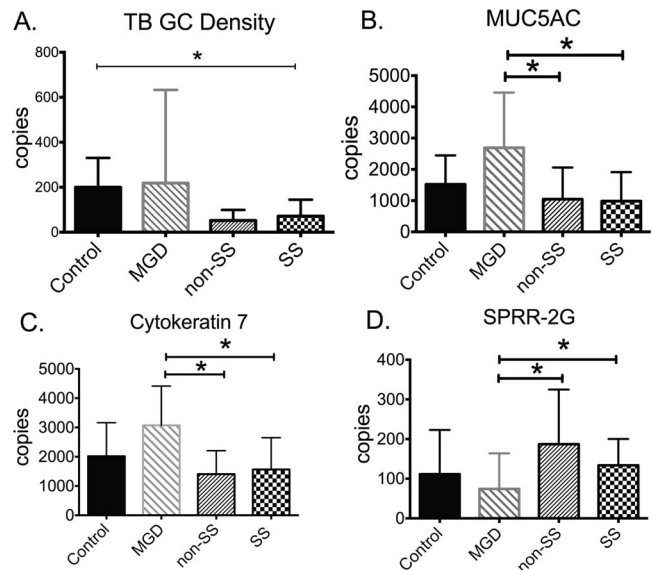 A. TB GC Density
*
copies
800
600
400
200
0
Control
MGD
non-SS
SS
B. MUC5AC
*
*
copies
5000
4000
3000
2000
1000
0
Control
MGD
non-SS
SS
C. Cytokeratin 7
*
*
copies
5000
4000
3000
2000
1000
0
Control
MGD
non-SS
SS
D. SPRR-2G
*
*
copies
400
300
200
100
0
Control
MGD
non-SS
SS